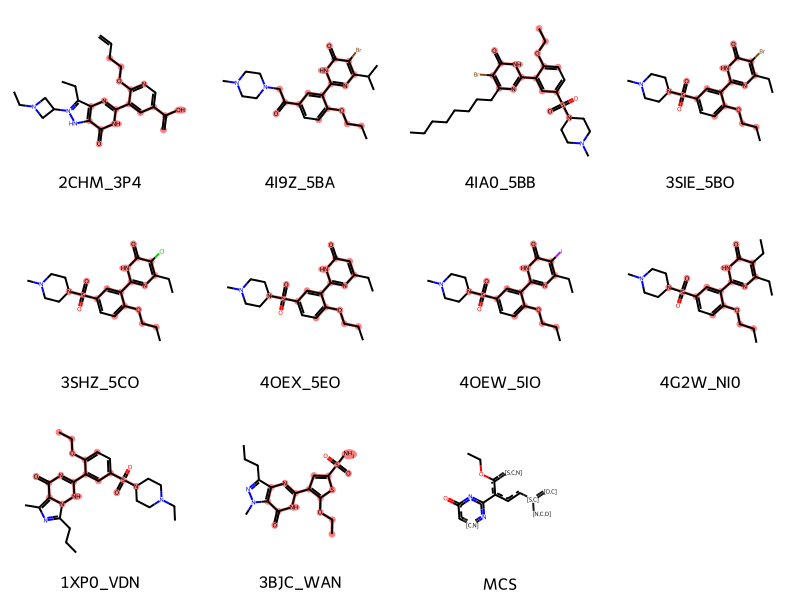 2CHM_3P4
4I9Z_5BA
4IA0_5BB
3SIE_5BO
3SHZ_5CO
4OEX_5EO
4OEW_5IO
4G2W_NI0
1XP0_VDN
3BJC_WAN
MCS
[S,C,N]
[O,C]
[S,C]
[N,C,O]
[C,N]